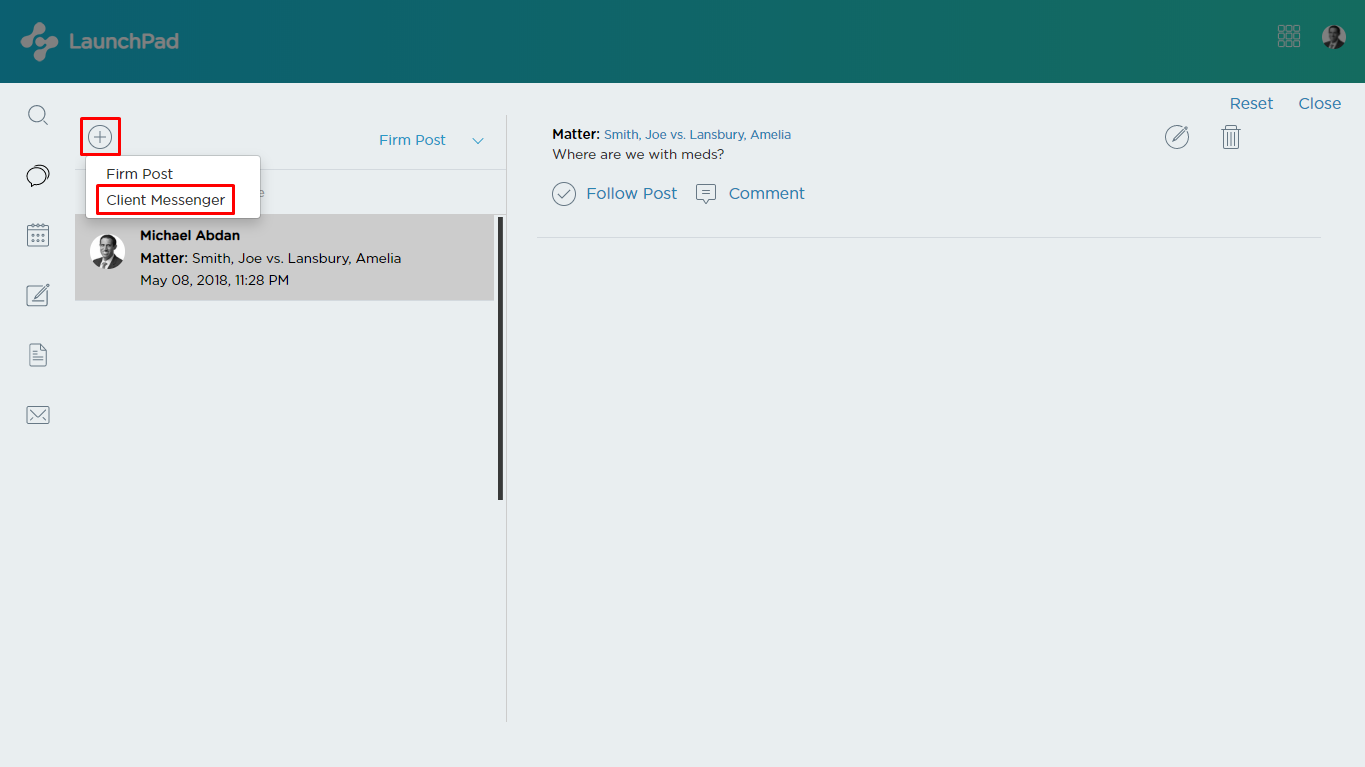 LaunchPad
Reset Close
Firm Post
Firm Post
Client Messenger
Michael Abdan
Matter: Smith, Joe vs. Lansbury, Amelia
May 08, 2018, 11:28 PM
Matter: Smith, Joe vs. Lansbury, Amelia
Where are we with meds?
Follow Post Comment